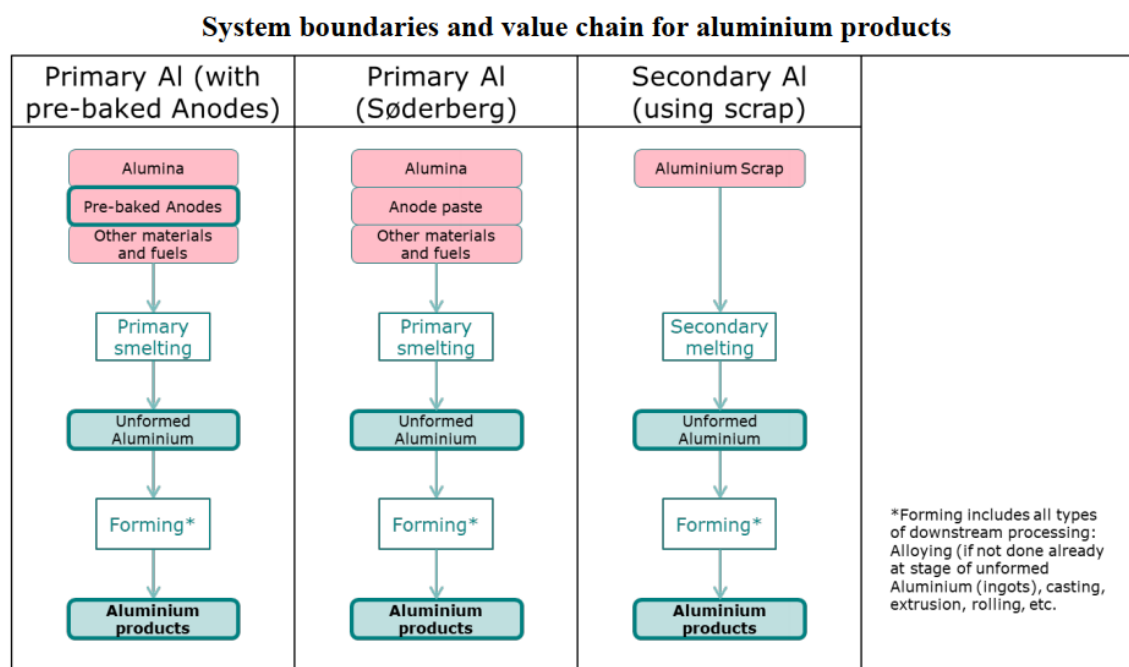 System boundaries and value chain for aluminium products
Primary Al (with
pre-baked Anodes)
Alumina
Pre-baked Anodes
Other materials
and fuels
Primary
smelting
Unformed
Aluminium
Forming*
Aluminium
products
Primary Al
(Søderberg)
Alumina
Anode paste
Other materials
and fuels
Primary
smelting
Unformed
Aluminium
Forming*
Aluminium
products
Secondary Al
(using scrap)
Aluminium Scrap
Secondary
melting
Unformed
Aluminium
Forming*
Aluminium
products
*Forming includes all types
of downstream processing:
Alloying (if not done already
at stage of unformed
Aluminium (ingots), casting,
extrusion, rolling, etc.